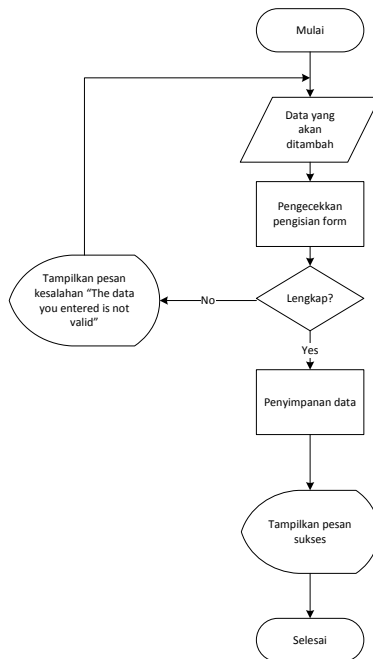 Mulai
Data yang
akan
ditambah
Pengecekkan
pengisian form
Lengkap?
No
Tampilkan pesan
kesalahan “The data
you entered is not
valid”
Yes
Penyimpanan data
Tampilkan pesan
sukses
Selesai